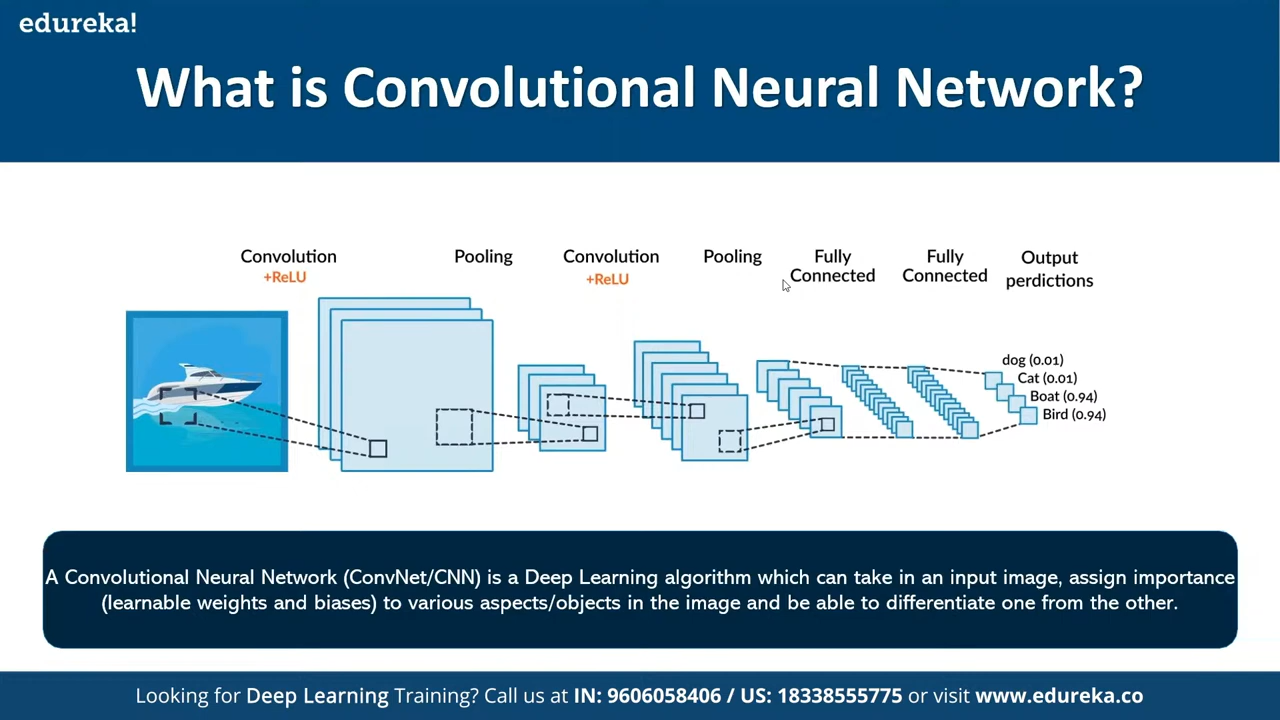 edureka!
What is Convolutional Neural Network?
Convolution
+ReLU
Pooling
Convolution
+ReLU
Pooling
Fully
Connected
Fully
Connected
Output
perdictions
dog (0.01)
Cat (0.01)
Boat (0.94)
Bird (0.94)
A Convolutional Neural Network (ConvNet/CNN) is a Deep Learning algorithm which can take in an input image, assign importance
(learnable weights and biases) to various aspects/objects in the image and be able to differentiate one from the other.
Looking for Deep Learning Training? Call us at IN: 9606058406 / US: 18338555775 or visit www.edureka.co